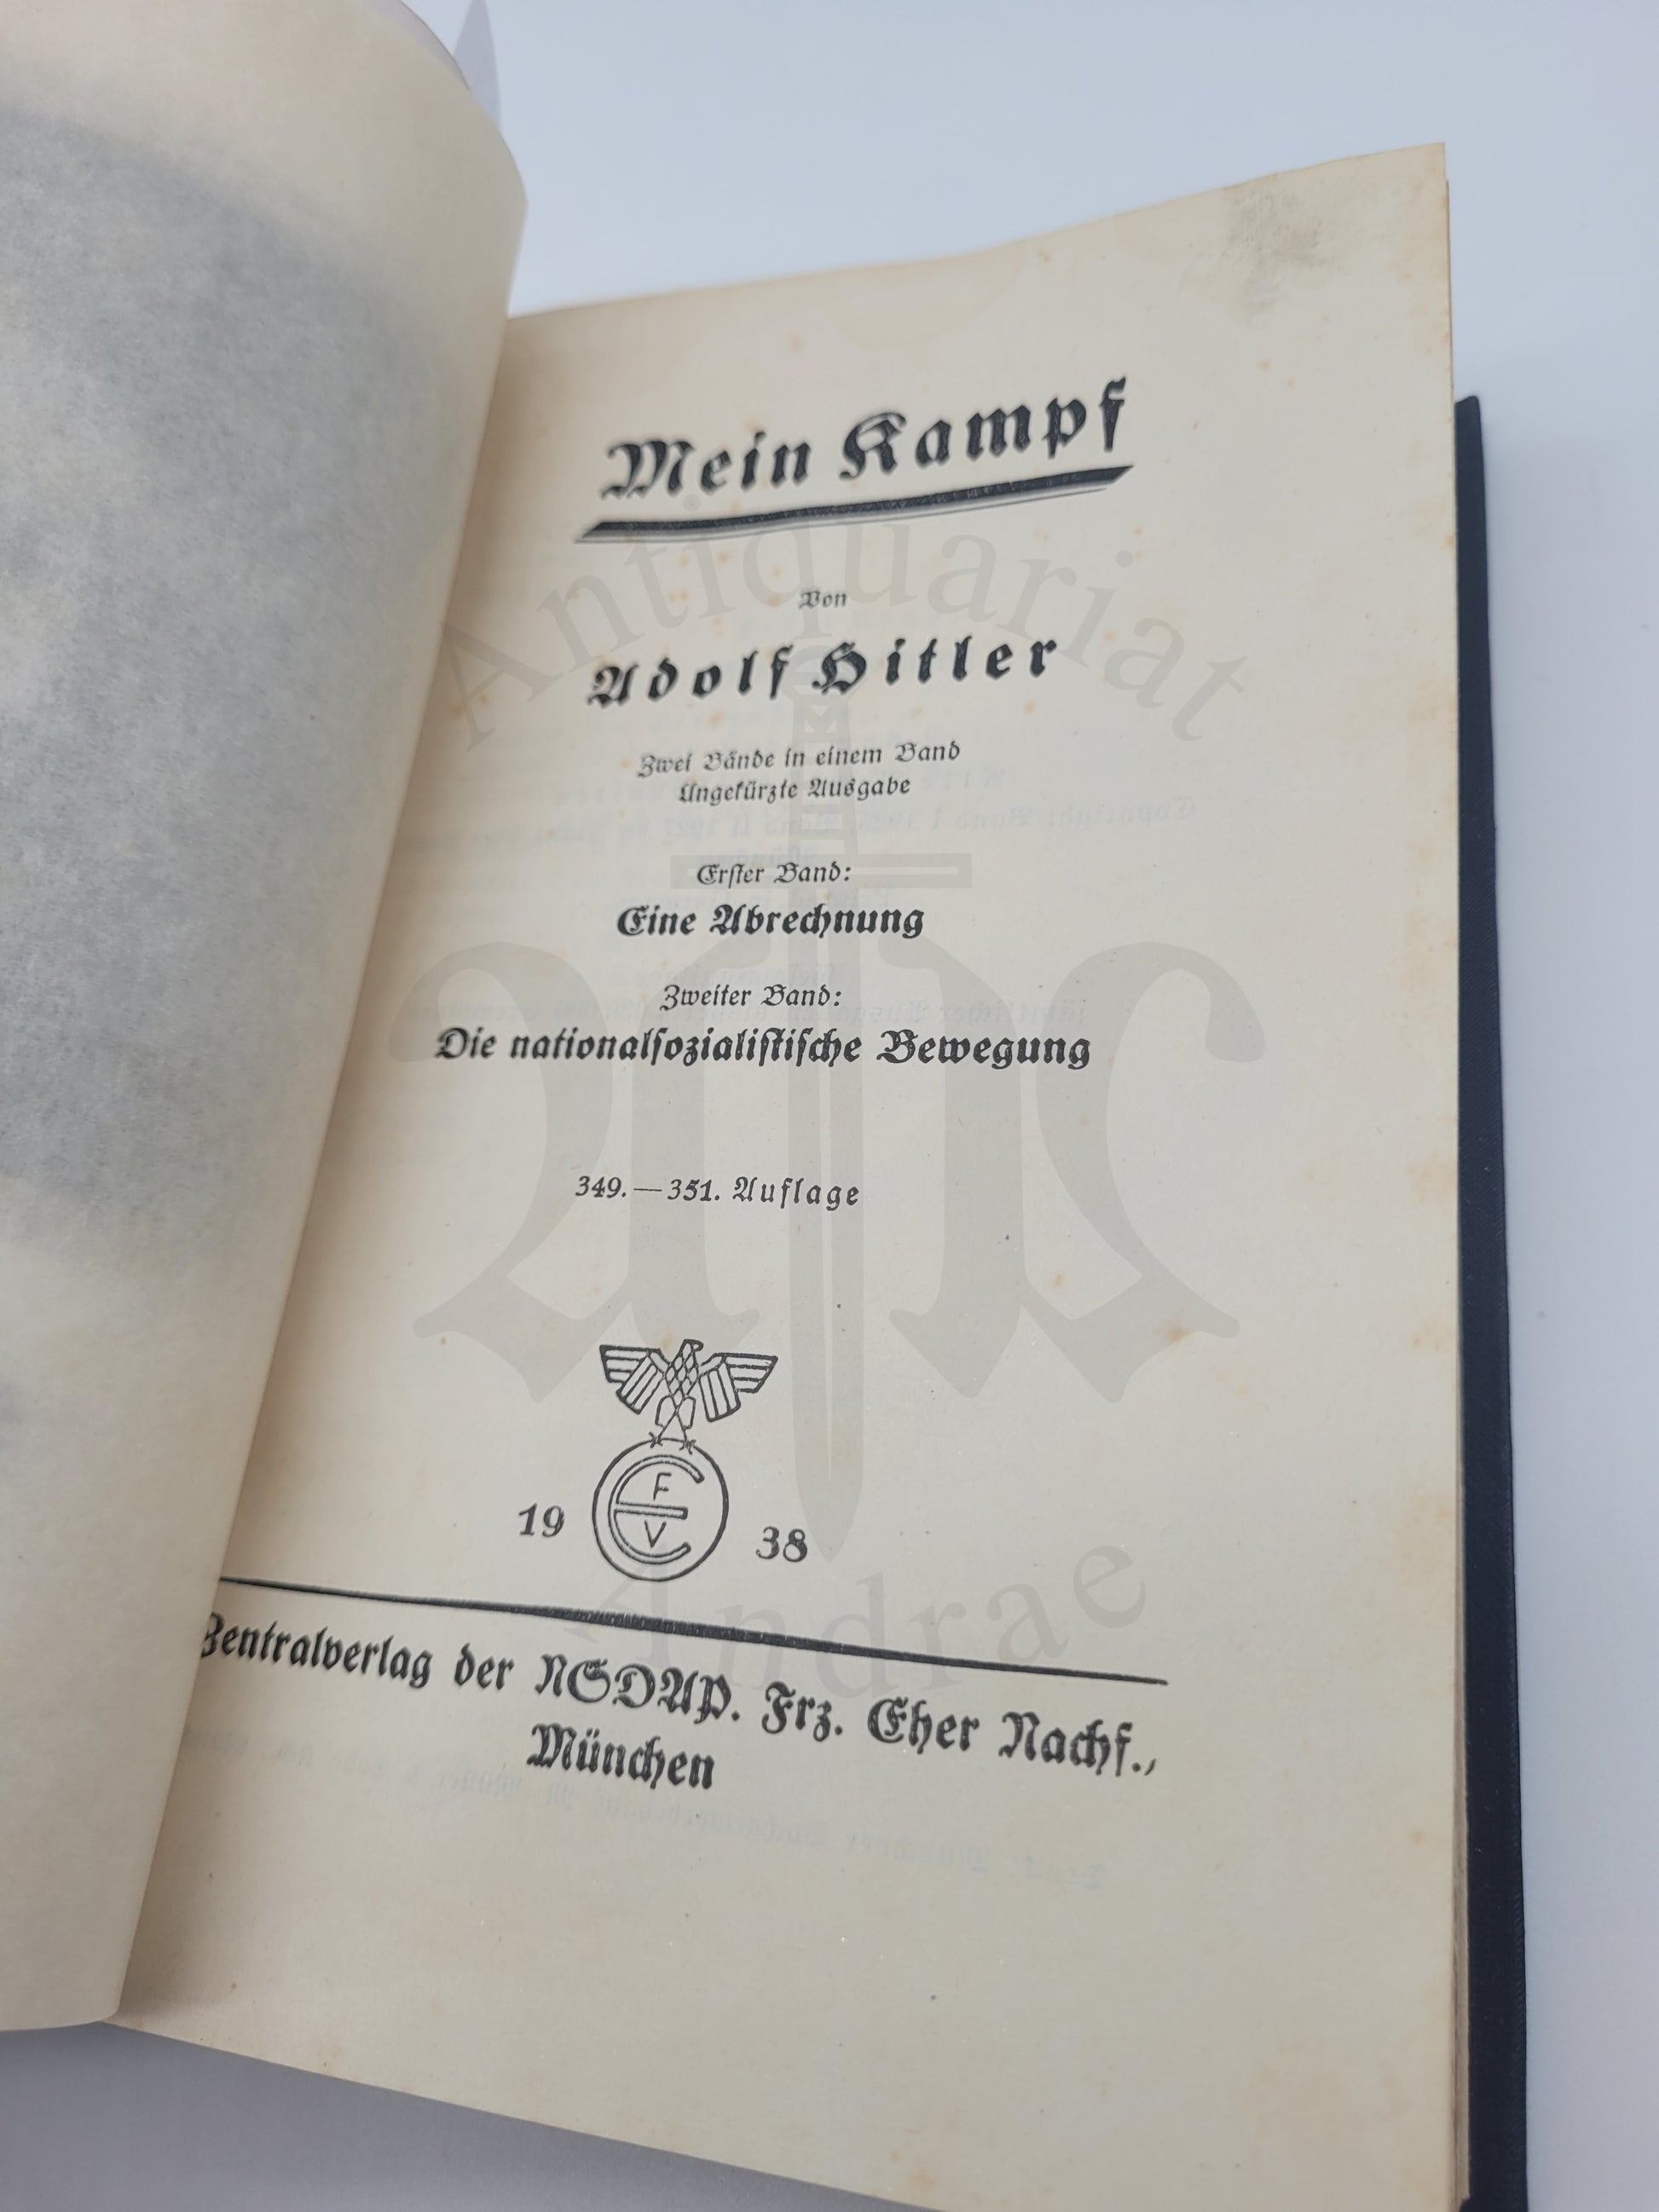 Mein Kampf
Von
Adolf Hitler
Zwei Bände in einem Band
Ungekürzte Ausgabe
Erster Band:
Eine Abrechnung
Zweiter Band:
Die nationalsozialistische Bewegung
349.—351. Auflage
F
E
V
19 38
Zentralverlag der NSDAP. Frz. Eher Nachf.,
München
Antiquariat
Andrae